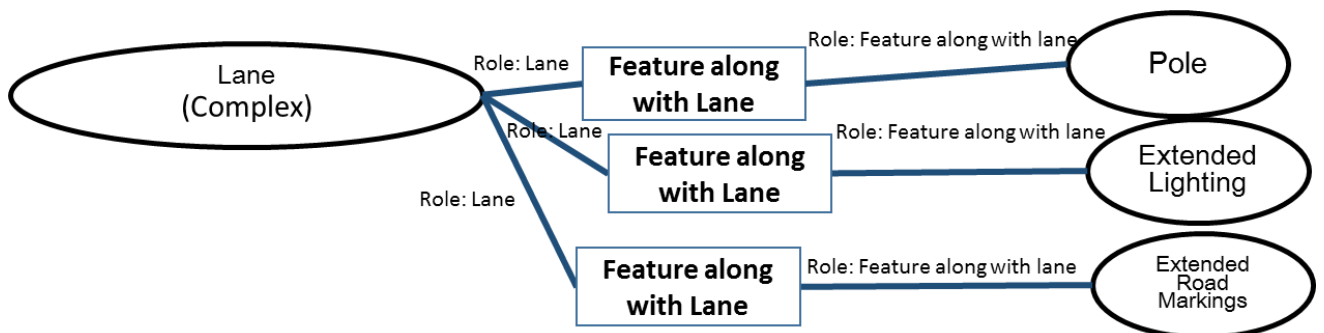 Lane
(Complex)
Role: Lane
Feature along
with Lane
Role: Feature along with lane
Pole
Role: Lane
Feature along
with Lane
Role: Feature along with lane
Extended
Lighting
Role: Lane
Feature along
with Lane
Role: Feature along with lane
Extended
Road
Markings